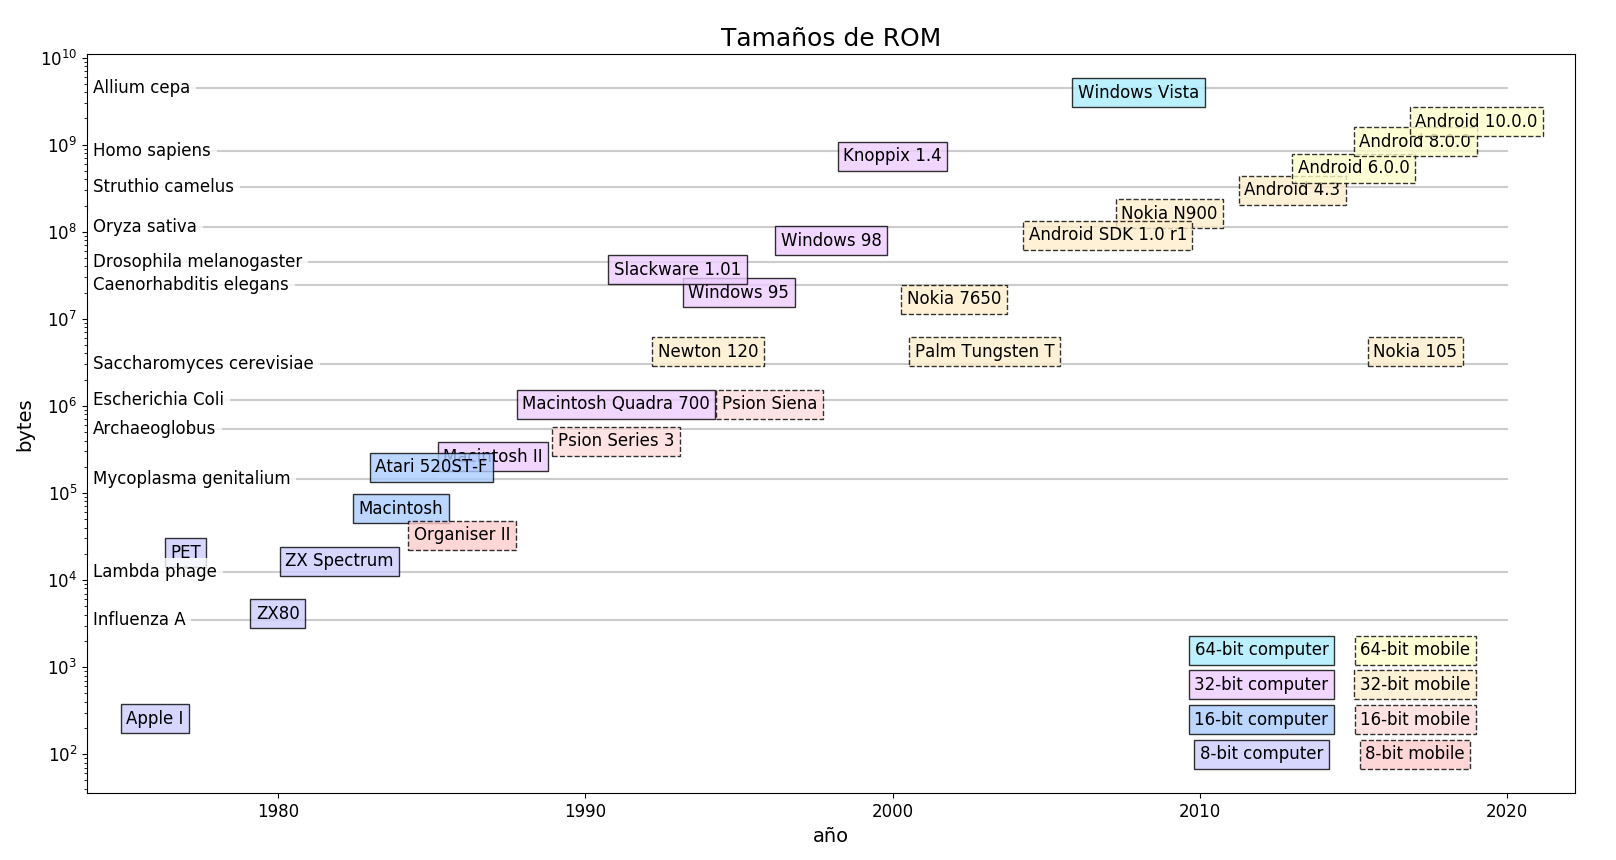 Tamaños de ROM
10^10
Allium cepa
Windows Vista
Android 10.0.0
Android 8.0.0
10^9
Homo sapiens
Knoppix 1.4
Android 6.0.0
Struthio camelus
Android 4.3
Nokia N900
Oryza sativa
10^8
Android SDK 1.0 r1
Windows 98
Drosophila melanogaster
Slackware 1.01
Caenorhabditis elegans
Windows 95
Nokia 7650
10^7
Newton 120
Palm Tungsten T
Nokia 105
Saccharomyces cerevisiae
Escherichia Coli
Macintosh Quadra 700
Psion Siena
10^6
bytes
Archaeoglobus
Psion Series 3
Macintosh II
Atari 520ST-F
Mycoplasma genitalium
10^5
Macintosh
Organiser II
PET
ZX Spectrum
Lambda phage
10^4
ZX80
Influenza A
64-bit computer
64-bit mobile
10^3
32-bit computer
32-bit mobile
Apple I
16-bit computer
16-bit mobile
10^2
8-bit computer
8-bit mobile
1980
1990
2000
2010
2020
año